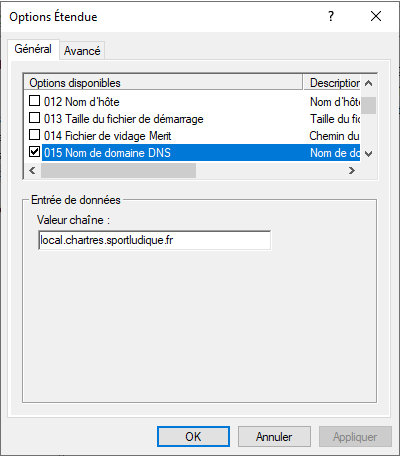 Options Étendue
Général Avancé
Options disponibles Description
012 Nom d'hôte Nom d'h
013 Taille du fichier de démarrage Taille du fic
014 Fichier de vidage Merit Chemin du
015 Nom de domaine DNS Nom de do
Entrée de données
Valeur chaîne :
local.chartres.sportludique.fr
OK Annuler Appliquer